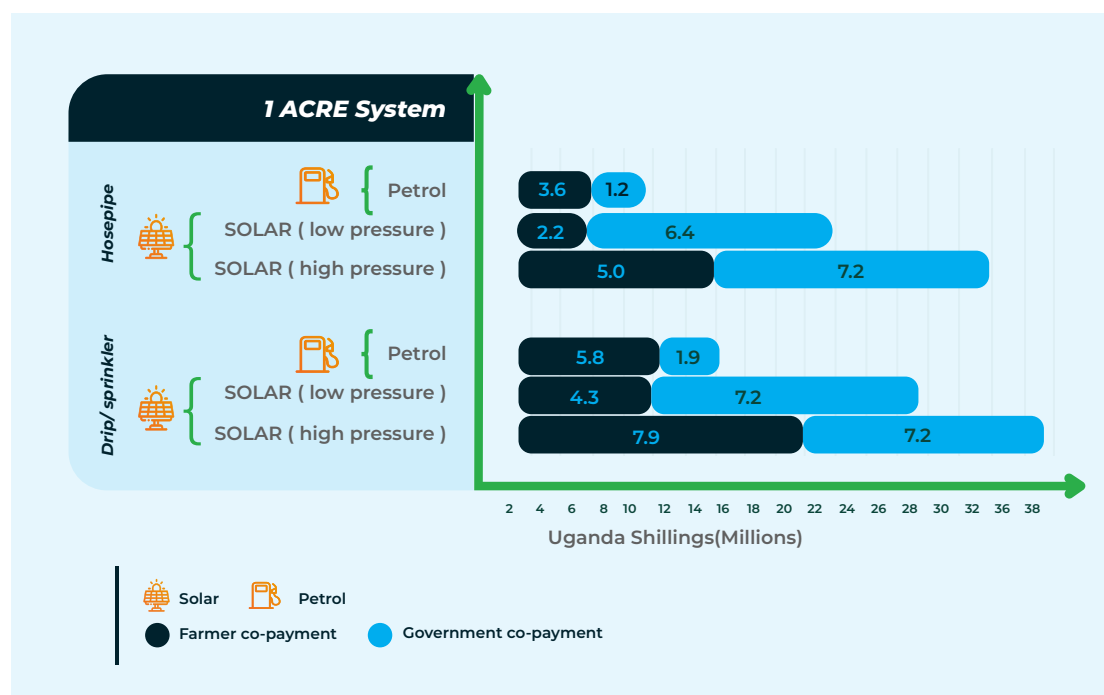 1 ACRE System
Hosepipe
Petrol
3.6 1.2
SOLAR ( low pressure )
2.2 6.4
SOLAR ( high pressure )
5.0 7.2
Drip/ sprinkler
Petrol
5.8 1.9
SOLAR ( low pressure )
4.3 7.2
SOLAR ( high pressure )
7.9 7.2
2 4 6 8 10 12 14 16 18 20 22 24 26 28 30 32 36 38
Uganda Shillings(Millions)
Solar Petrol
Farmer co-payment Government co-payment